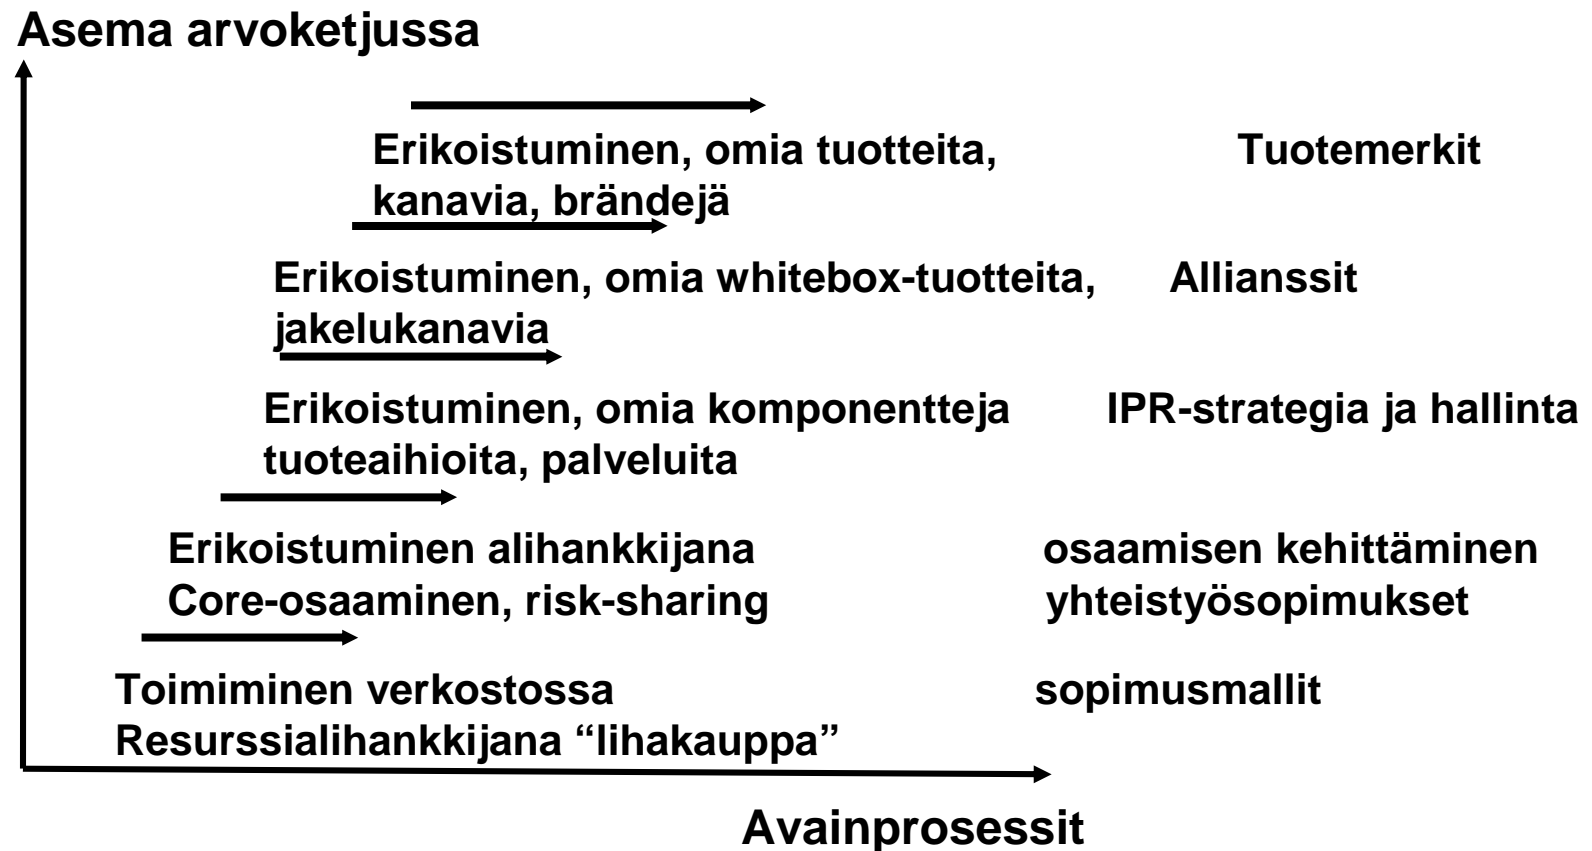 Asema arvoketjussa
Erikoistuminen, omia tuotteita, Tuotemerkit
kanavia, brändejä
Erikoistuminen, omia whitebox-tuotteita, Allianssit
jakelukanavia
Erikoistuminen, omia komponentteja IPR-strategia ja hallinta
tuoteaihioita, palveluita
Erikoistuminen alihankkijana osaamisen kehittäminen
Core-osaaminen, risk-sharing yhteistyösopimukset
Toimiminen verkostossa sopimusmallit
Resurssialihankkijana “lihakauppa”
Avainprosessit